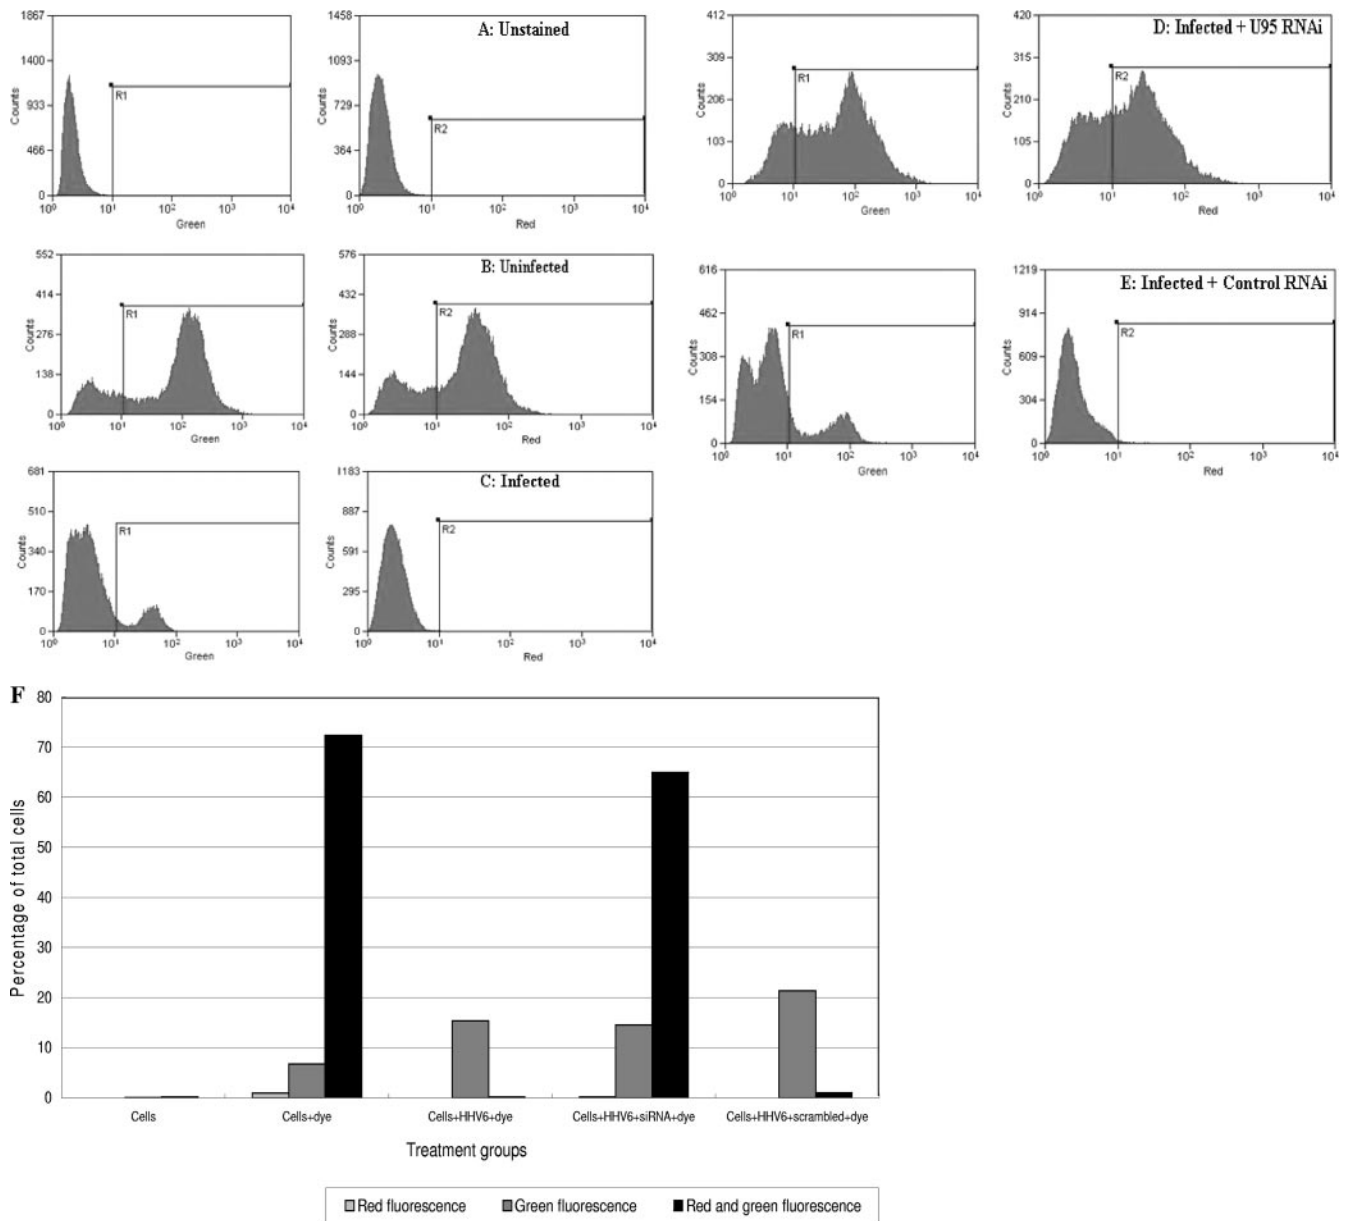 A: Unstained
1867
1400
933
466
0
Counts
R1
10⁰ 10¹ 10² 10³ 10⁴
Green
1458
1093
729
364
0
Counts
R2
10⁰ 10¹ 10² 10³ 10⁴
Red
B: Uninfected
552
414
276
138
0
Counts
R1
10⁰ 10¹ 10² 10³ 10⁴
Green
576
432
288
144
0
Counts
R2
10⁰ 10¹ 10² 10³ 10⁴
Red
C: Infected
681
510
340
170
0
Counts
R1
10⁰ 10¹ 10² 10³ 10⁴
Green
1183
887
591
295
0
Counts
R2
10⁰ 10¹ 10² 10³ 10⁴
Red
D: Infected + U95 RNAi
412
309
206
103
0
Counts
R1
10⁰ 10¹ 10² 10³ 10⁴
Green
420
315
210
105
0
Counts
R2
10⁰ 10¹ 10² 10³ 10⁴
Red
E: Infected + Control RNAi
616
462
308
154
0
Counts
R1
10⁰ 10¹ 10² 10³ 10⁴
Green
1219
914
609
304
0
Counts
R2
10⁰ 10¹ 10² 10³ 10⁴
Red
F
80
70
60
50
40
30
20
10
0
Percentage of total cells
Cells Cells+dye Cells+HHV6+dye Cells+HHV6+siRNA+dye Cells+HHV6+scrambled+dye
Treatment groups
Red fluorescence Green fluorescence Red and green fluorescence